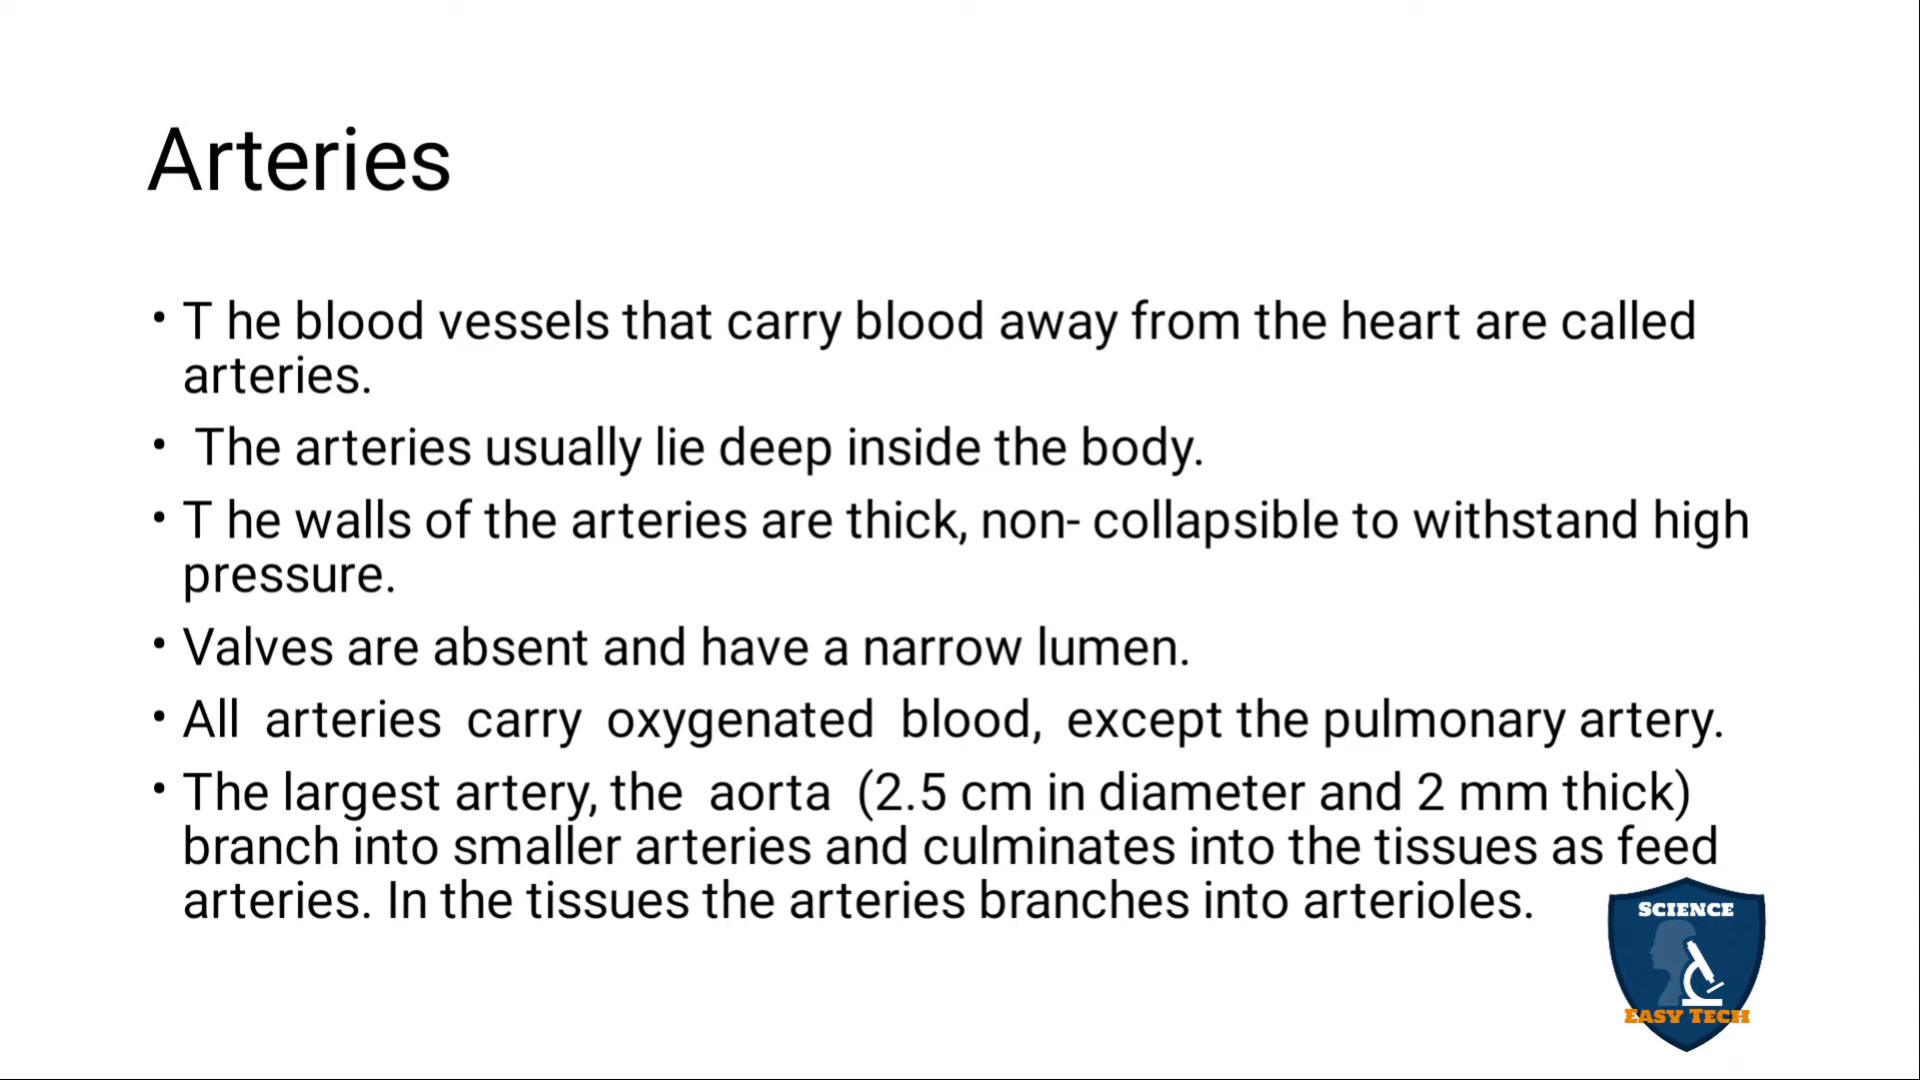 Arteries
• T he blood vessels that carry blood away from the heart are called
arteries.
• The arteries usually lie deep inside the body.
• T he walls of the arteries are thick, non- collapsible to withstand high
pressure.
• Valves are absent and have a narrow lumen.
• All arteries carry oxygenated blood, except the pulmonary artery.
• The largest artery, the aorta (2.5 cm in diameter and 2 mm thick)
branch into smaller arteries and culminates into the tissues as feed
arteries. In the tissues the arteries branches into arterioles.
SCIENCE
EASY TECH